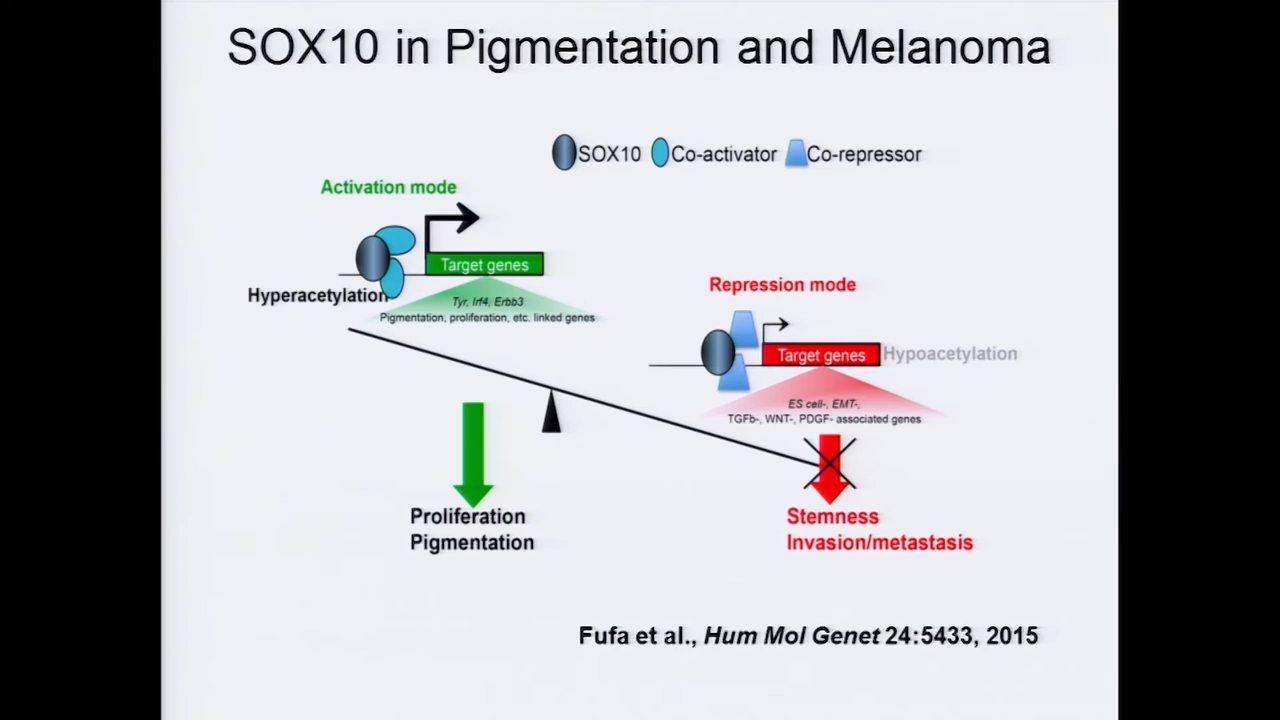 SOX10 in Pigmentation and Melanoma
SOX10 Co-activator Co-repressor
Activation mode
Target genes
Hyperacetylation
Tyr, Irf4, Erbb3
Pigmentation, proliferation, etc. linked genes
Repression mode
Target genes
Hypoacetylation
ES cell-, EMT-,
TGFb-, WNT-, PDGF- associated genes
Proliferation
Pigmentation
Stemness
Invasion/metastasis
Fufa et al., Hum Mol Genet 24:5433, 2015